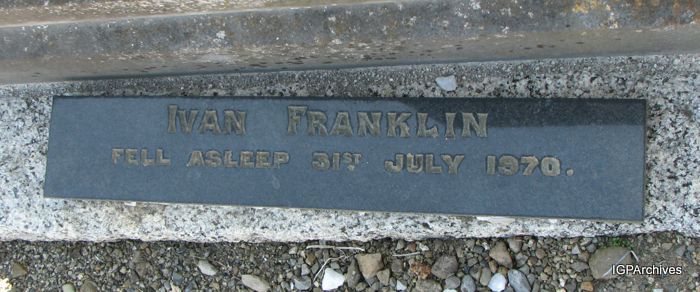 Ivan Franklin
FELL ASLEEP 31ST JULY 1970.
IGPArchives